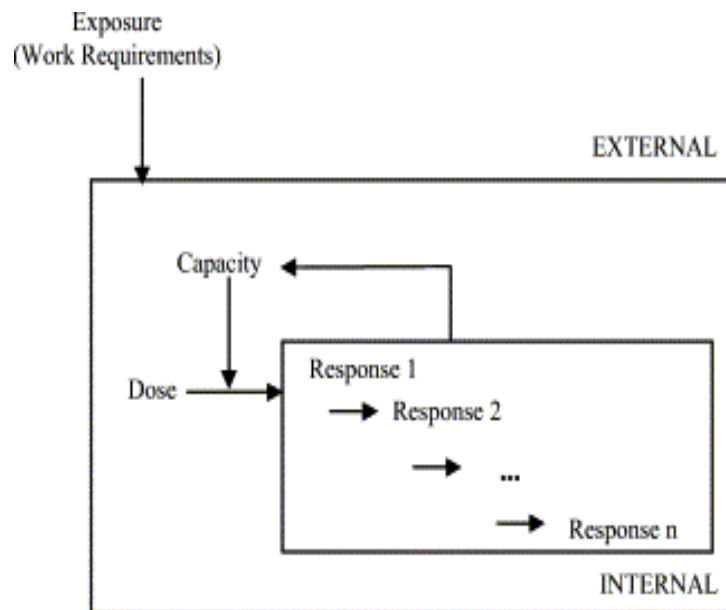 Exposure
(Work Requirements)
EXTERNAL
Capacity
Response 1
Dose
Response 2
...
Response n
INTERNAL